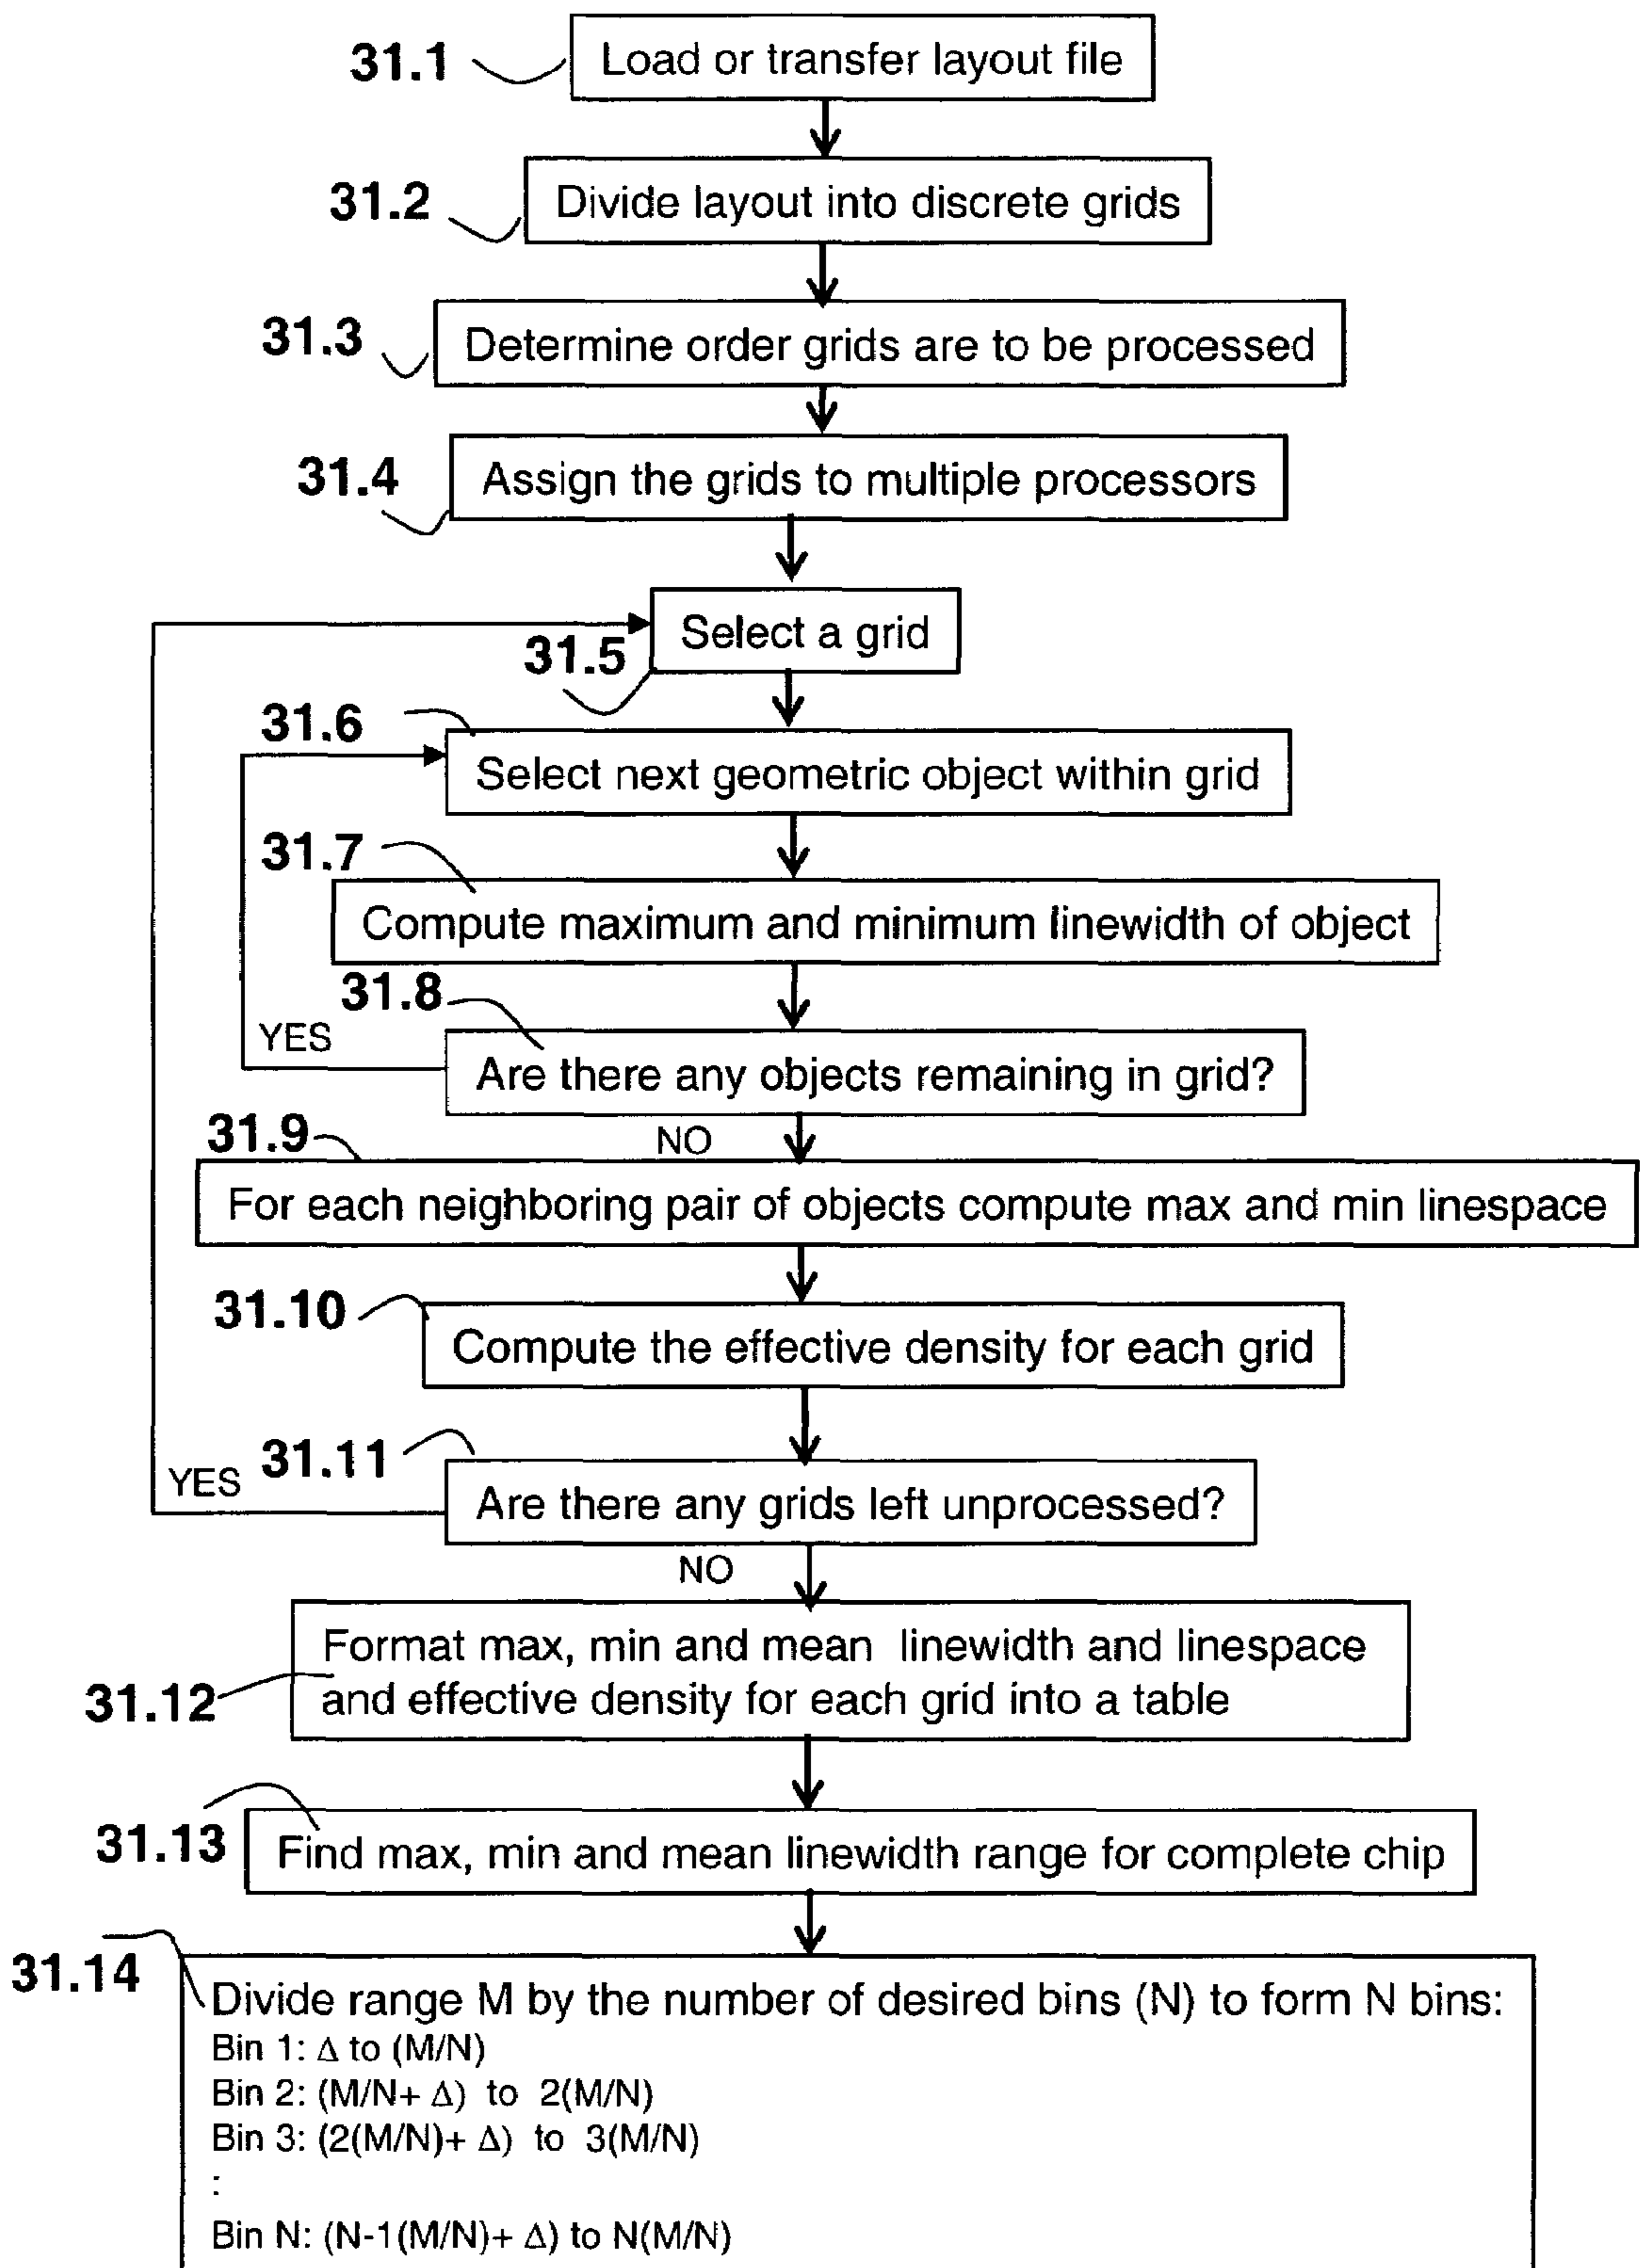 31.1
Load or transfer layout file
31.2
Divide layout into discrete grids
31.3
Determine order grids are to be processed
31.4
Assign the grids to multiple processors
Select a grid
31.5
31.6
Select next geometric object within grid
31.7
Compute maximum and minimum linewidth of object
31.8
YES
Are there any objects remaining in grid?
31.9
NO
For each neighboring pair of objects compute max and min linespace
31.10
Compute the effective density for each grid
31.11
YES
Are there any grids left unprocessed?
NO
Format max, min and mean linewidth and linespace
and effective density for each grid into a table
31.12
31.13
Find max, min and mean linewidth range for complete chip
31.14
Divide range M by the number of desired bins (N) to form N bins:
Bin 1: Δ to (M/N)
Bin 2: (M/N+ Δ) to 2(M/N)
Bin 3: (2(M/N)+ Δ) to 3(M/N)
:
Bin N: (N-1(M/N)+ Δ) to N(M/N)